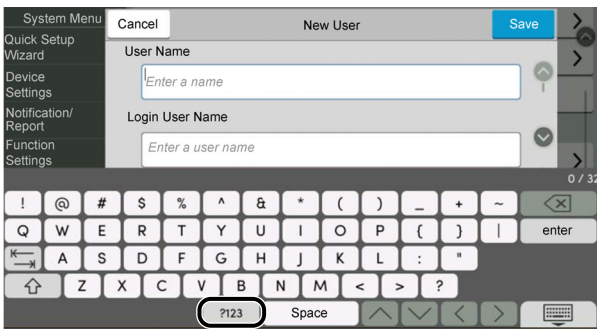 System Menu
Cancel
New User
Save
Quick Setup
Wizard
User Name
Enter a name
Device
Settings
Notification/
Report
Login User Name
Enter a user name
Function
Settings
0 / 32
! @ # $ % ^ & * ( ) _ + ~
Q W E R T Y U I O P { } | enter
A S D F G H J K L : "
Z X C V B N M < > ?
?123 Space